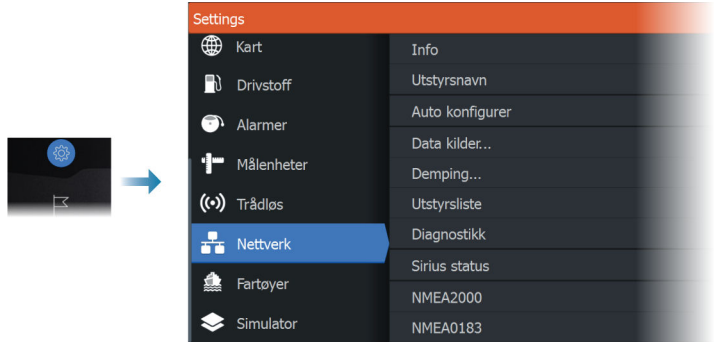 Settings
Kart
Drivstoff
Alarmer
Målenheter
Trådløs
Nettverk
Fartøyer
Simulator
Info
Utstyrsnavn
Auto konfigurer
Data kilder...
Demping...
Utstyrsliste
Diagnostikk
Sirius status
NMEA2000
NMEA0183